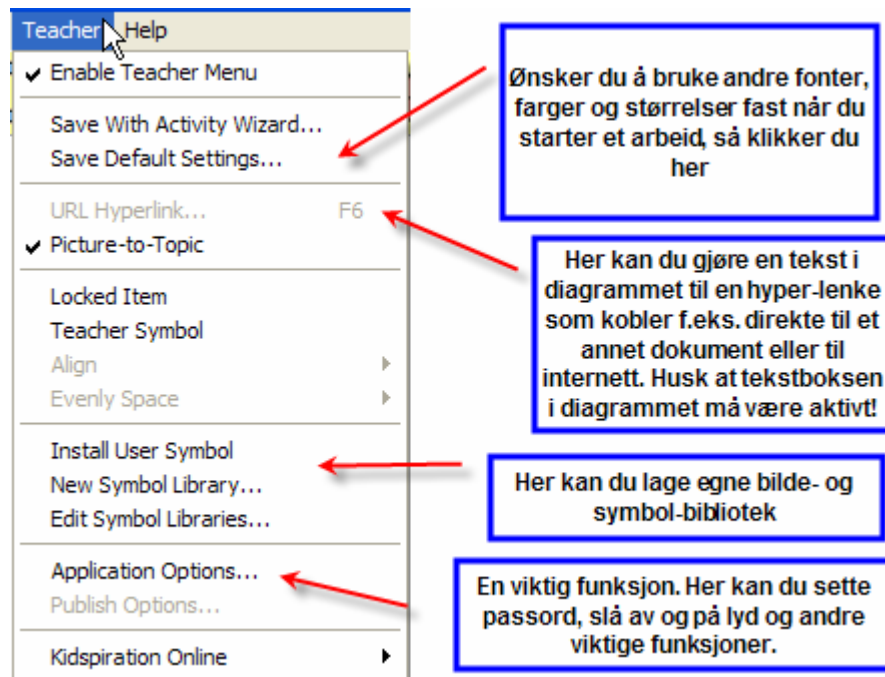 Teacher Help
Enable Teacher Menu
Save With Activity Wizard...
Save Default Settings...
URL Hyperlink... F6
Picture-to-Topic
Locked Item
Teacher Symbol
Align
Evenly Space
Install User Symbol
New Symbol Library...
Edit Symbol Libraries...
Application Options...
Publish Options...
Kidspiration Online
Ønsker du å bruke andre fonter,
farger og størrelser fast når du
starter et arbeid, så klikker du
her
Her kan du gjøre en tekst i
diagrammet til en hyper-lenke
som kobler f.eks. direkte til et
annet dokument eller til
internett. Husk at tekstboksen
i diagrammet må være aktivt!
Her kan du lage egne bilde- og
symbol-bibliotek
En viktig funksjon. Her kan du sette
passord, slå av og på lyd og andre
viktige funksjoner.